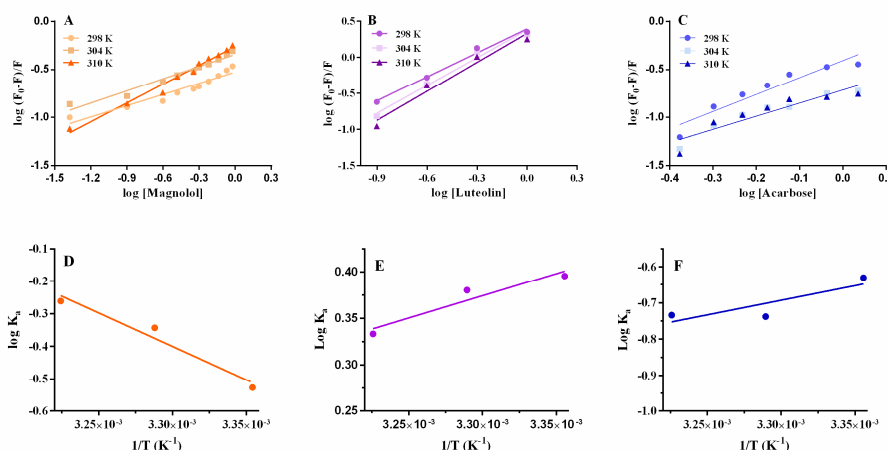 A
log (F₀-F)/F
0.0
-0.5
-1.0
-1.5
298 K
304 K
310 K
-1.5 -1.2 -0.9 -0.6 -0.3 0.0 0.3
log [Magnolol]
B
log (F₀-F)/F
1.0
0.5
0.0
-0.5
-1.0
-1.5
298 K
304 K
310 K
-0.9 -0.6 -0.3 0.0 0.3
log [Luteolin]
C
log (F₀-F)/F
0.0
-0.5
-1.0
-1.5
298 K
304 K
310 K
-0.4 -0.3 -0.2 -0.1 0.0 0.1
log [Acarbose]
D
log Kₐ
-0.1
-0.2
-0.3
-0.4
-0.5
-0.6
3.25×10⁻³ 3.30×10⁻³ 3.35×10⁻³
1/T (K⁻¹)
E
Log Kₐ
0.40
0.35
0.30
0.25
3.25×10⁻³ 3.30×10⁻³ 3.35×10⁻³
1/T (K⁻¹)
F
Log Kₐ
-0.6
-0.7
-0.8
-0.9
-1.0
3.25×10⁻³ 3.30×10⁻³ 3.35×10⁻³
1/T (K⁻¹)